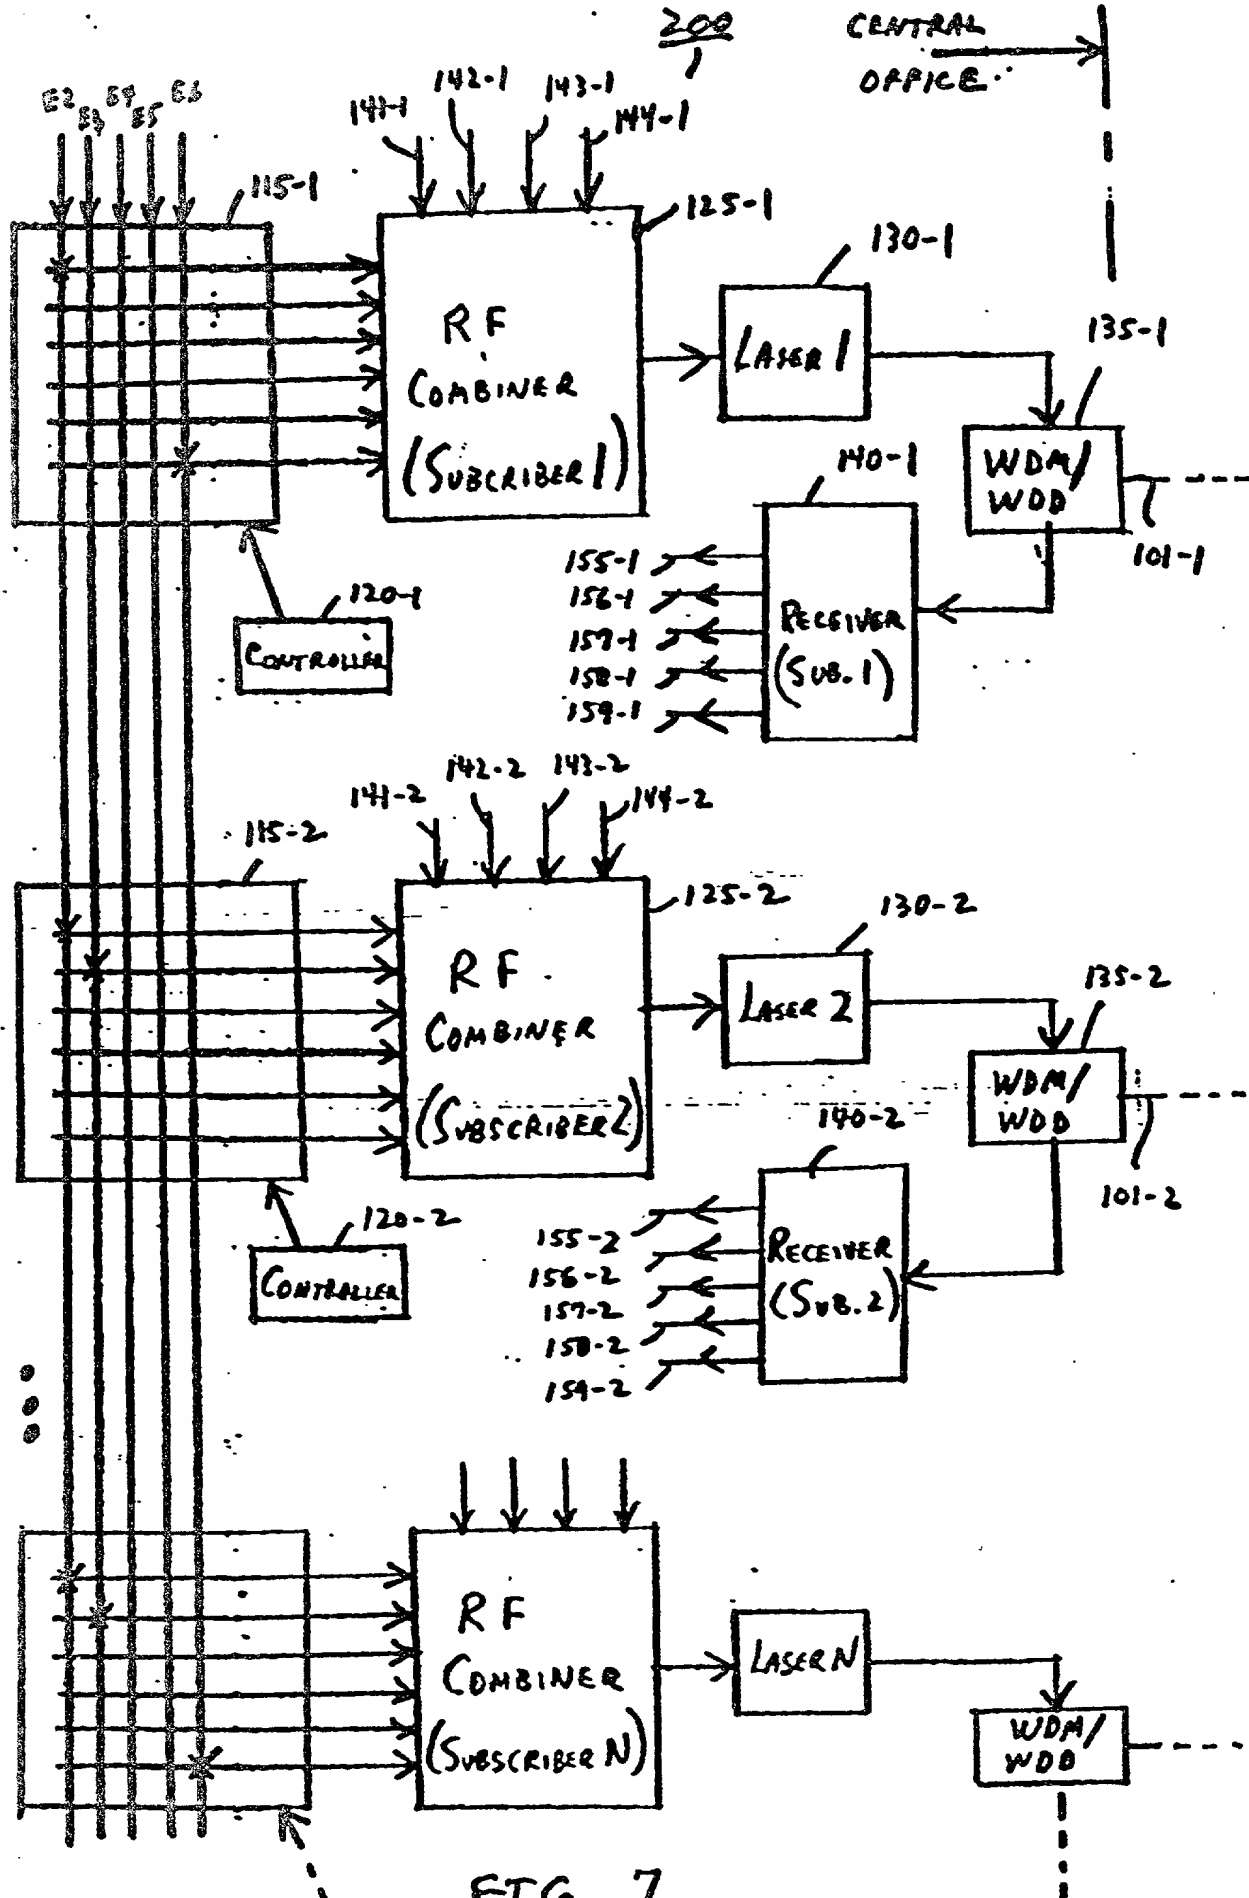 200
CENTRAL
OFFICE
E2 E3 E4 E5 E6
141-1 142-1 143-1 144-1
115-1
125-1
130-1
RF
COMBINER
(SUBCRIBER 1)
LASER 1
135-1
WDM/
WDD
101-1
140-1
155-1
156-1
157-1
158-1
159-1
RECEIVER
(SUB. 1)
120-1
CONTROLLER
141-2 142-2 143-2 144-2
115-2
125-2
130-2
RF
COMBINER
(SUBSCRIBER 2)
LASER 2
135-2
WDM/
WDD
101-2
140-2
155-2
156-2
157-2
158-2
159-2
RECEIVER
(SUB. 2)
120-2
CONTROLLER
RF
COMBINER
(SUBSCRIBER N)
LASER N
WDM/
WDD
FIG. 7